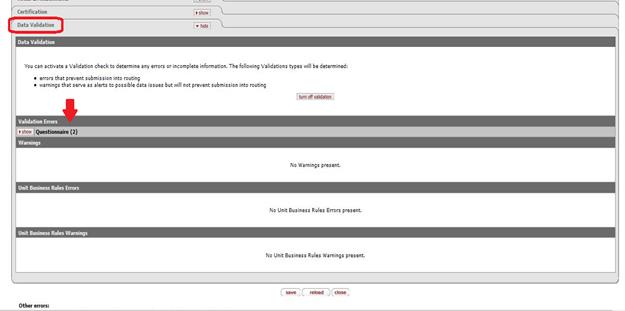 Certification
show
Data Validation
hide
Data Validation
You can activate a Validation check to determine any errors or incomplete information. The following Validations types will be determined:
errors that prevent submission into routing
warnings that serve as alerts to possible data issues but will not prevent submission into routing
turn off validation
Validation Errors
show Questionnaire (2)
Warnings
No Warnings present.
Unit Business Rules Errors
No Unit Business Rules Errors present.
Unit Business Rules Warnings
No Unit Business Rules Warnings present.
save reload close
Other errors: